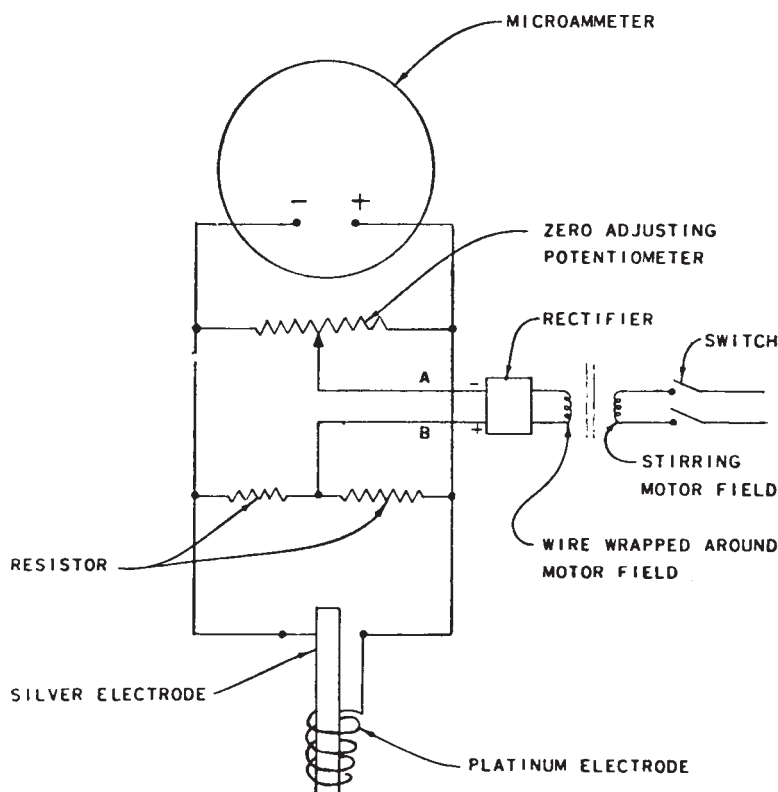 MICROAMMETER
- +
ZERO ADJUSTING
POTENTIOMETER
RECTIFIER
SWITCH
A -
B +
STIRRING
MOTOR FIELD
WIRE WRAPPED AROUND
MOTOR FIELD
RESISTOR
SILVER ELECTRODE
PLATINUM ELECTRODE